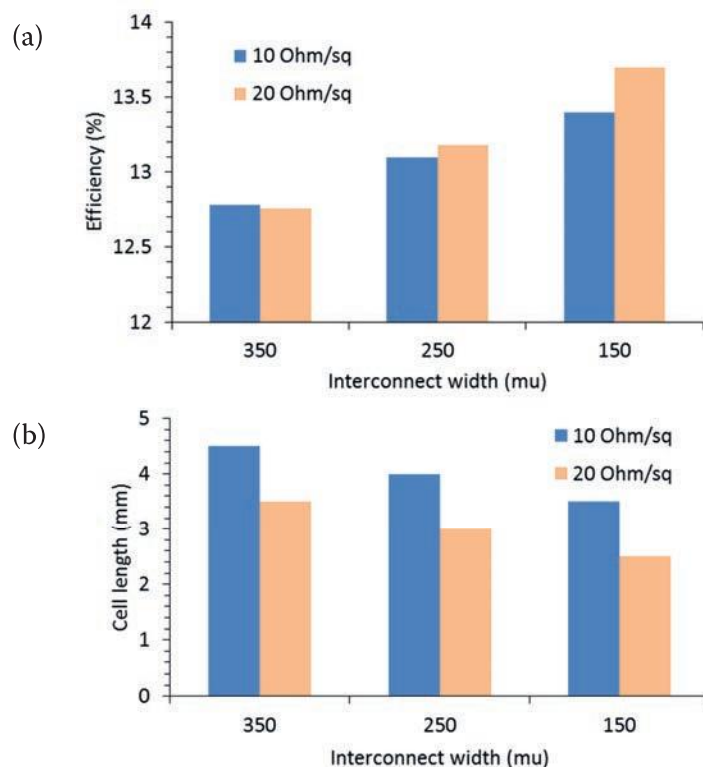 (a)
14
13.5
13
12.5
12
Efficiency (%)
10 Ohm/sq
20 Ohm/sq
350 250 150
Interconnect width (mu)
(b)
5
4
3
2
1
0
Cell length (mm)
10 Ohm/sq
20 Ohm/sq
350 250 150
Interconnect width (mu)